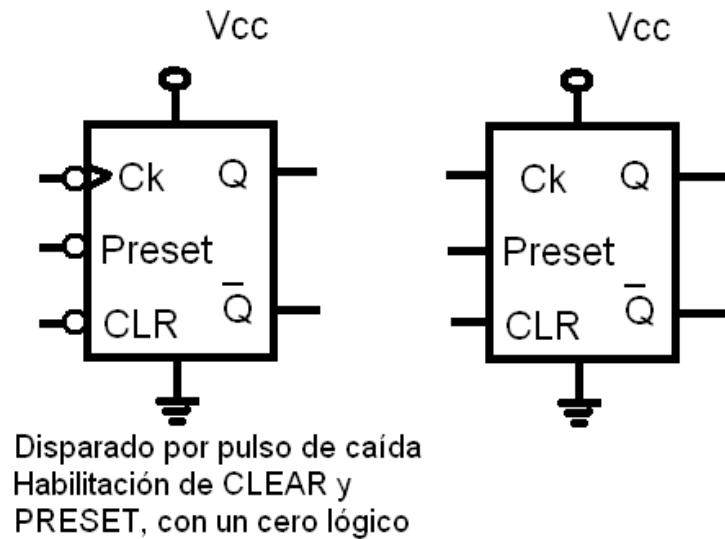 Vcc
Vcc
Ck Q
Preset
CLR Q̅
Ck Q
Preset
CLR Q̅
Disparado por pulso de caída
Habilitación de CLEAR y
PRESET, con un cero lógico